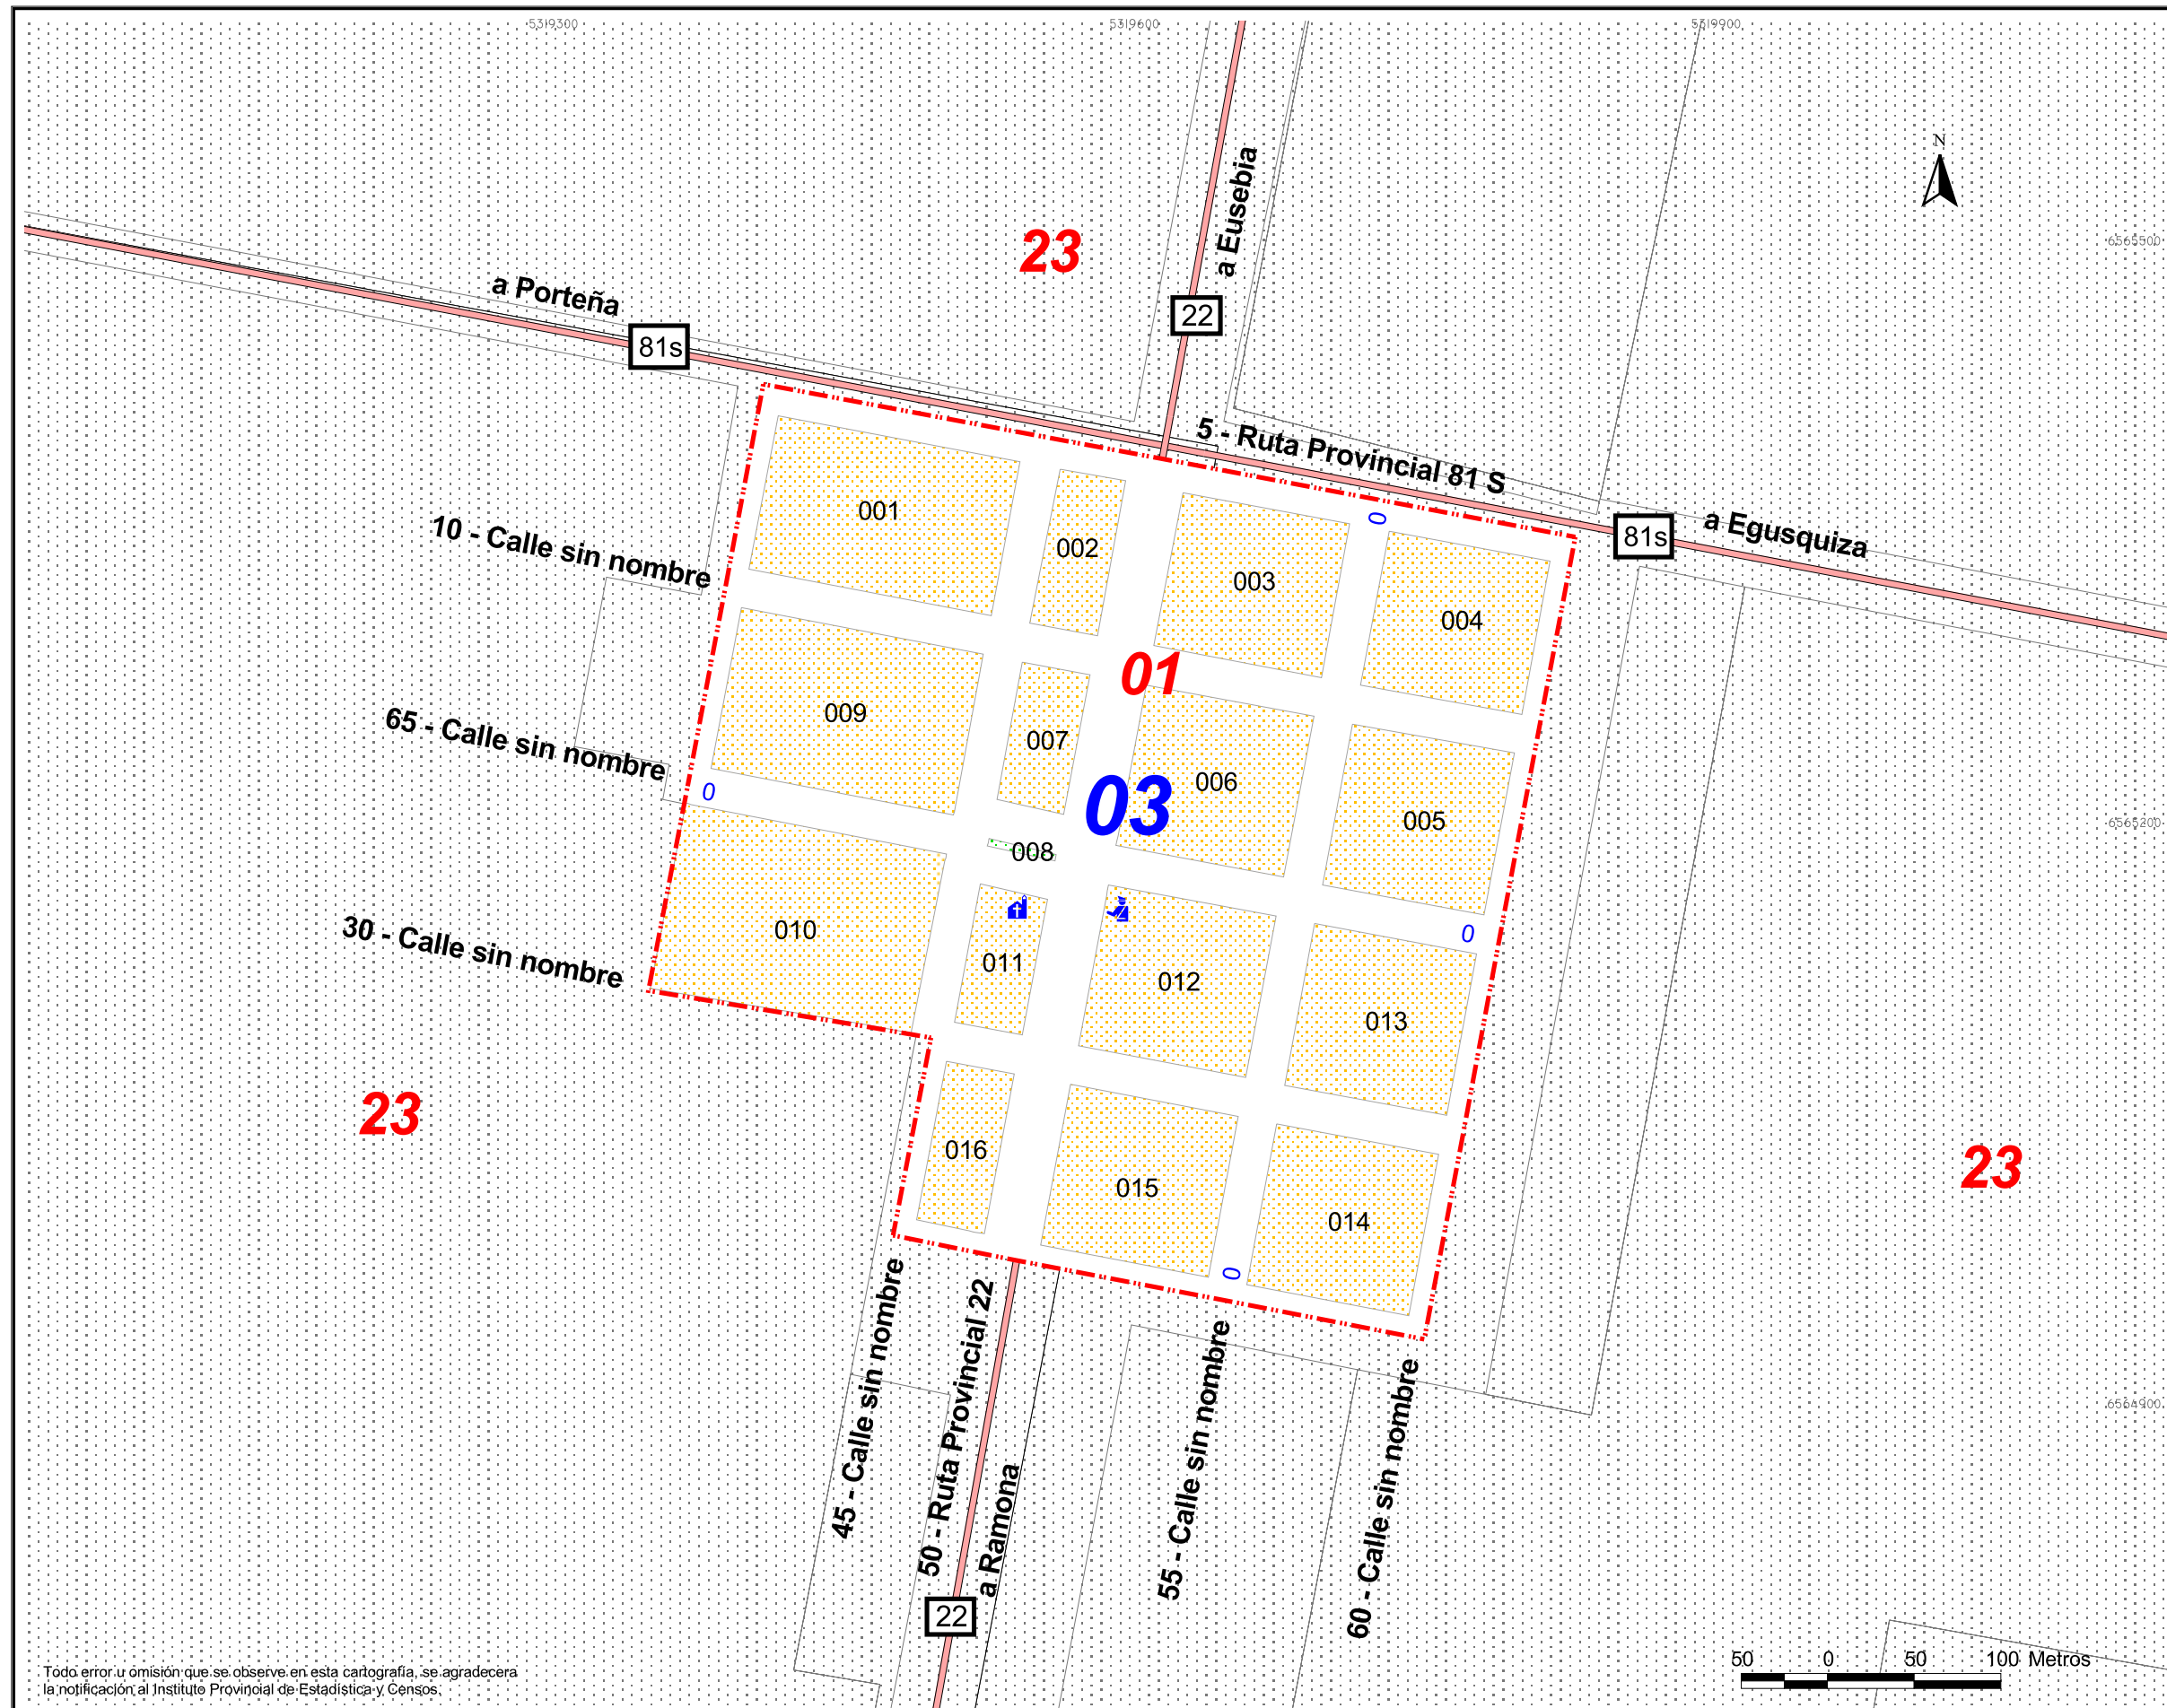 5319300
5319600
5319900
N
a Eusebia
23
6565500
a Porteña
22
81s
5 - Ruta Provincial 81 S
001
0
a Egusquiza
81s
10 - Calle sin nombre
002
003
004
01
65 - Calle sin nombre
009
007
006
0
03
005
6565200
008
30 - Calle sin nombre
010
0
011
012
013
23
016
23
015
014
0
45 - Calle sin nombre
50 - Ruta Provincial 22
a Ramona
55 - Calle sin nombre
60 - Calle sin nombre
6564900
22
50 0 50 100 Metros
Todo error u omisión que se observe en esta cartografía, se agradecera
la notificación al Instituto Provincial de Estadística y Censos.